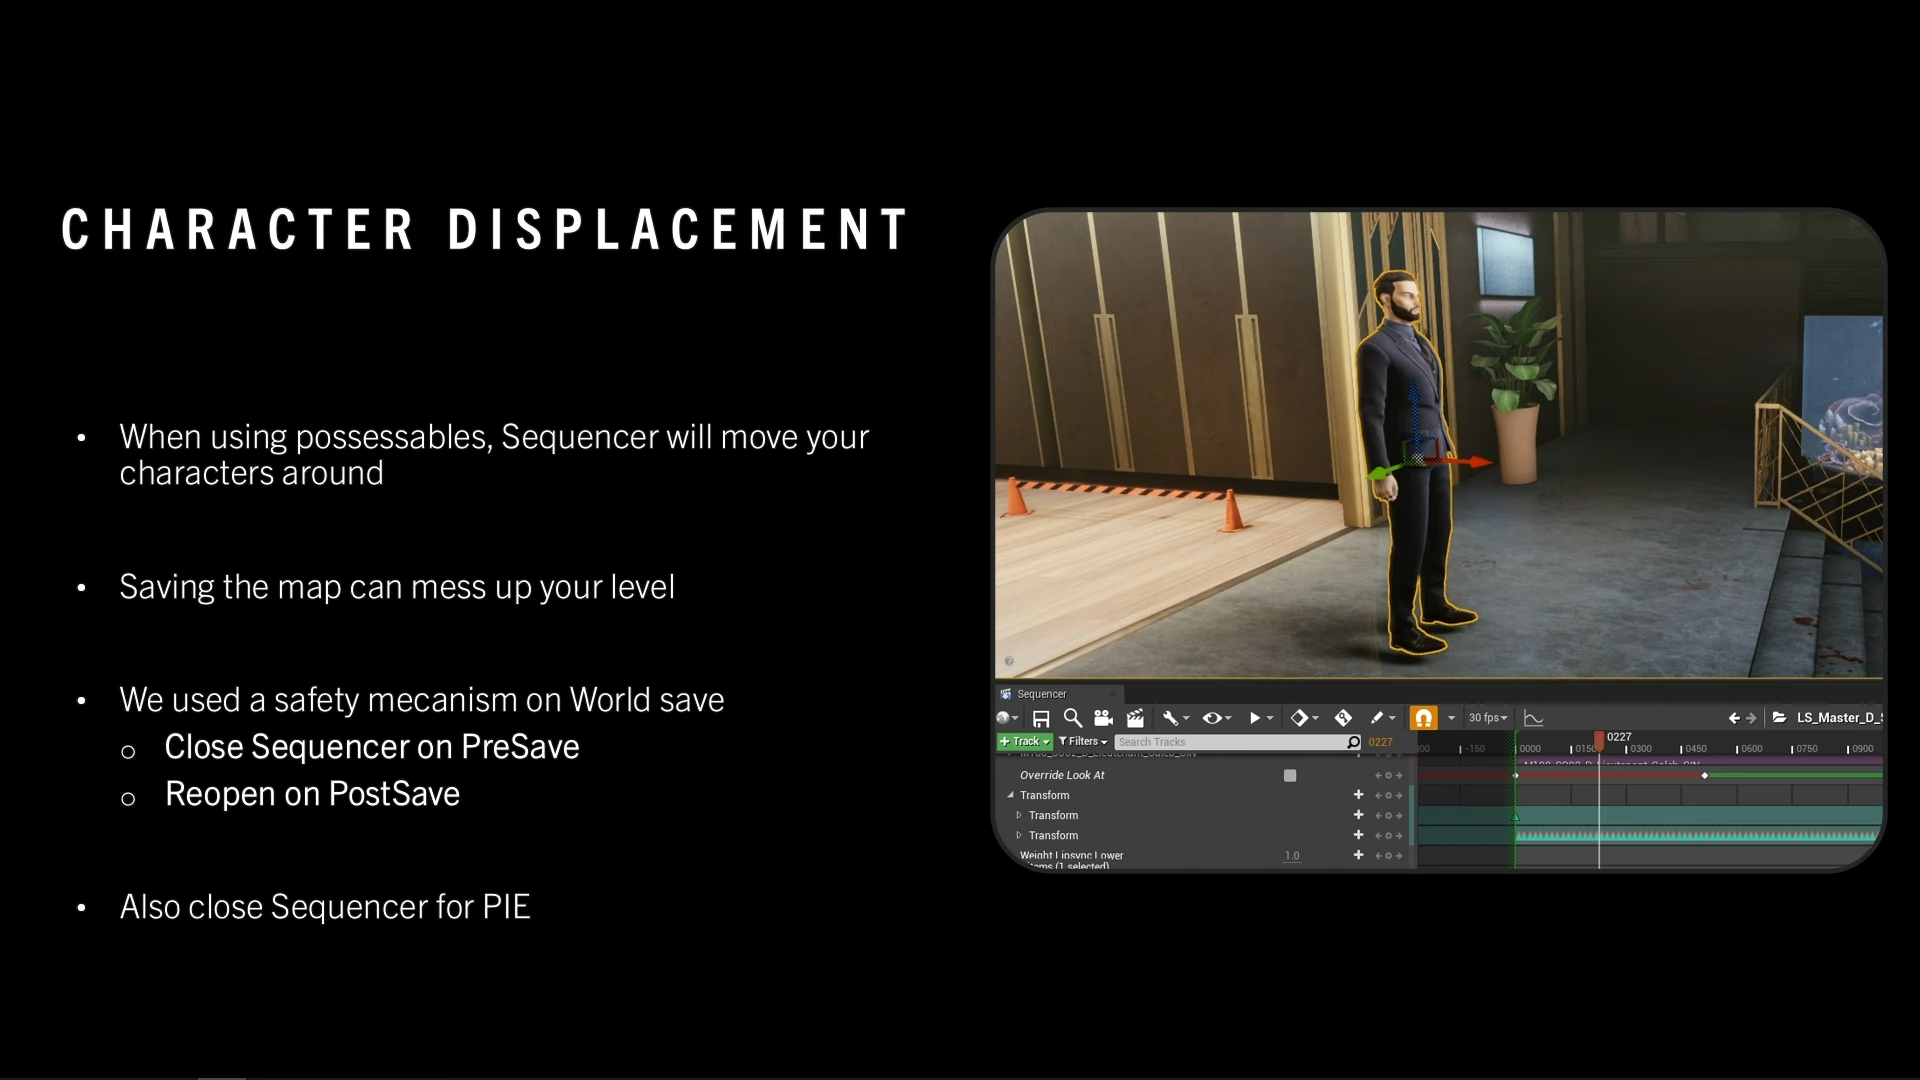 CHARACTER DISPLACEMENT
• When using possessables, Sequencer will move your
characters around
• Saving the map can mess up your level
• We used a safety mecanism on World save
o Close Sequencer on PreSave
o Reopen on PostSave
• Also close Sequencer for PIE
Sequencer
30 fps
LS_Master_D_S
+ Track
Filters
Search Tracks
0227
0227
-150 0000 0150 0300 0450 0600 0750 0900
Override Look At
Transform
Transform
Transform
Weight Lipsync Lower 1.0
items (1 selected)